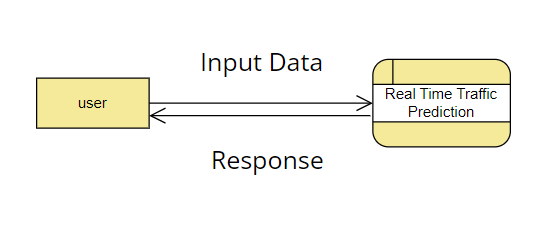 Input Data
user
Real Time Traffic
Prediction
Response